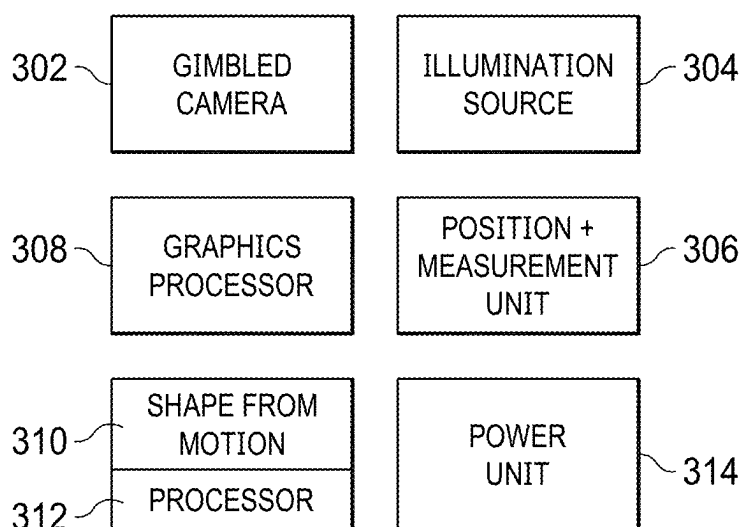 302
GIMBLED
CAMERA
ILLUMINATION
SOURCE
304
308
GRAPHICS
PROCESSOR
POSITION +
MEASUREMENT
UNIT
306
310
SHAPE FROM
MOTION
312
PROCESSOR
POWER
UNIT
314